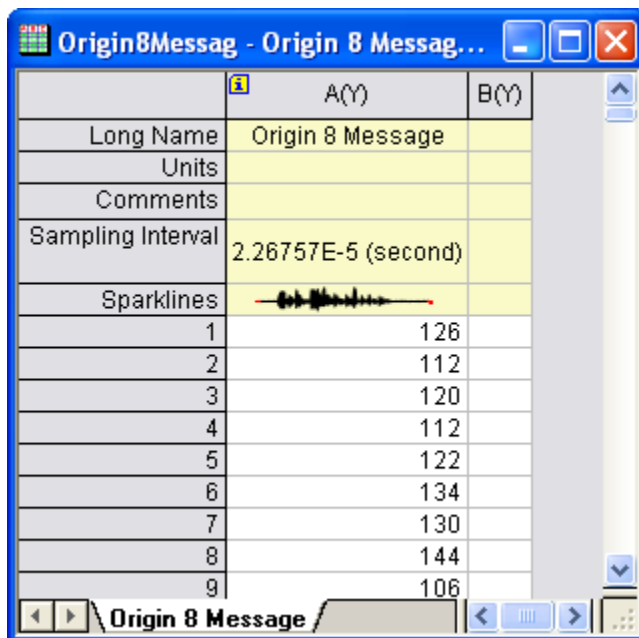 Origin8Messag - Origin 8 Messag...
A(Y) B(Y)
Long Name Origin 8 Message
Units
Comments
Sampling Interval 2.26757E-5 (second)
Sparklines
1 126
2 112
3 120
4 112
5 122
6 134
7 130
8 144
9 106
Origin 8 Message